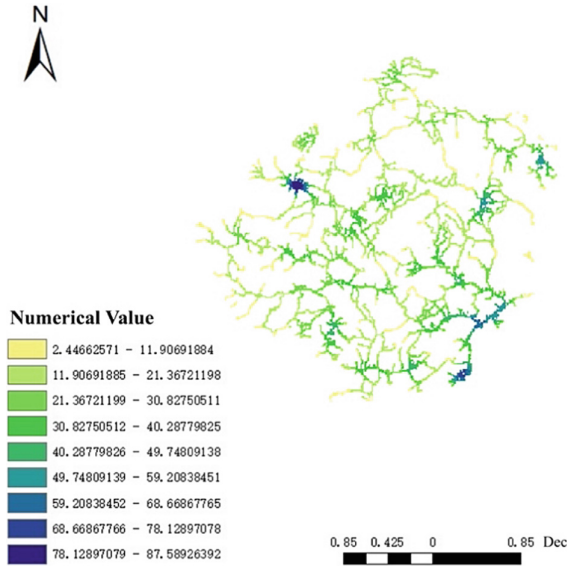 N
Numerical Value
2.44662571 - 11.90691884
11.90691885 - 21.36721198
21.36721199 - 30.82750511
30.82750512 - 40.28779825
40.28779826 - 49.74809138
49.74809139 - 59.20838451
59.20838452 - 68.66867765
68.66867766 - 78.12897078
78.12897079 - 87.58926392
0.85 0.425 0 0.85 Dec